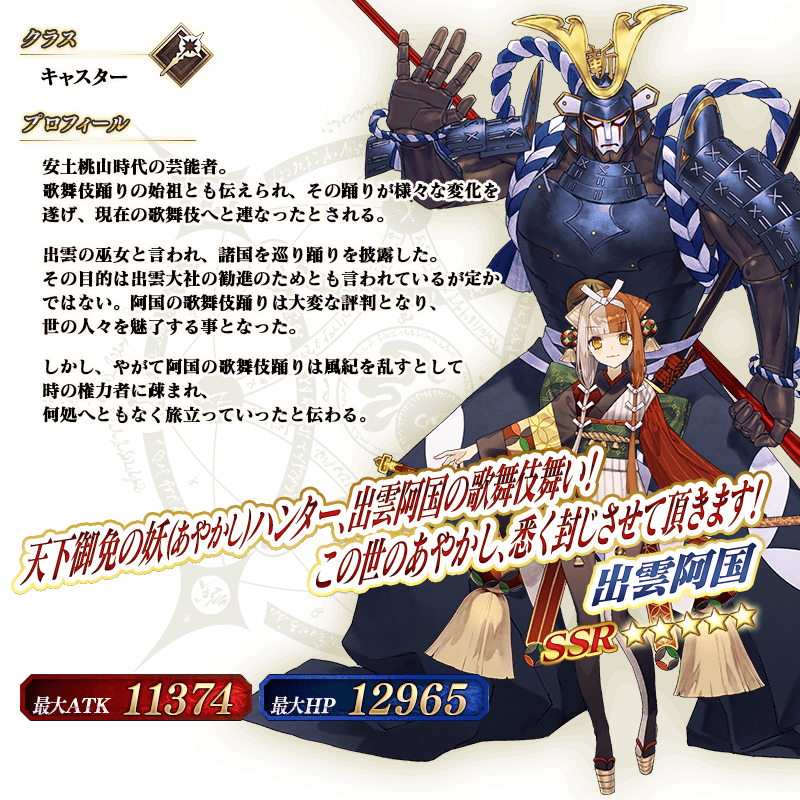 クラス
キャスター
プロフィール
安土桃山時代の芸能者。
歌舞伎踊りの始祖とも伝えられ、その踊りが様々な変化を
遂げ、現在の歌舞伎へと連なったとされる。
出雲の巫女と言われ、諸国を巡り踊りを披露した。
その目的は出雲大社の勧進のためとも言われているが定か
ではない。阿国の歌舞伎踊りは大変な評判となり、
世の人々を魅了する事となった。
しかし、やがて阿国の歌舞伎踊りは風紀を乱すとして
時の権力者に疎まれ、
何処へともなく旅立っていったと伝わる。
天下御免の妖(あやかし)ハンター、出雲阿国の歌舞伎舞い!
この世のあやかし、悉く封じさせて頂きます!
出雲阿国
SSR
最大ATK 11374 最大HP 12965